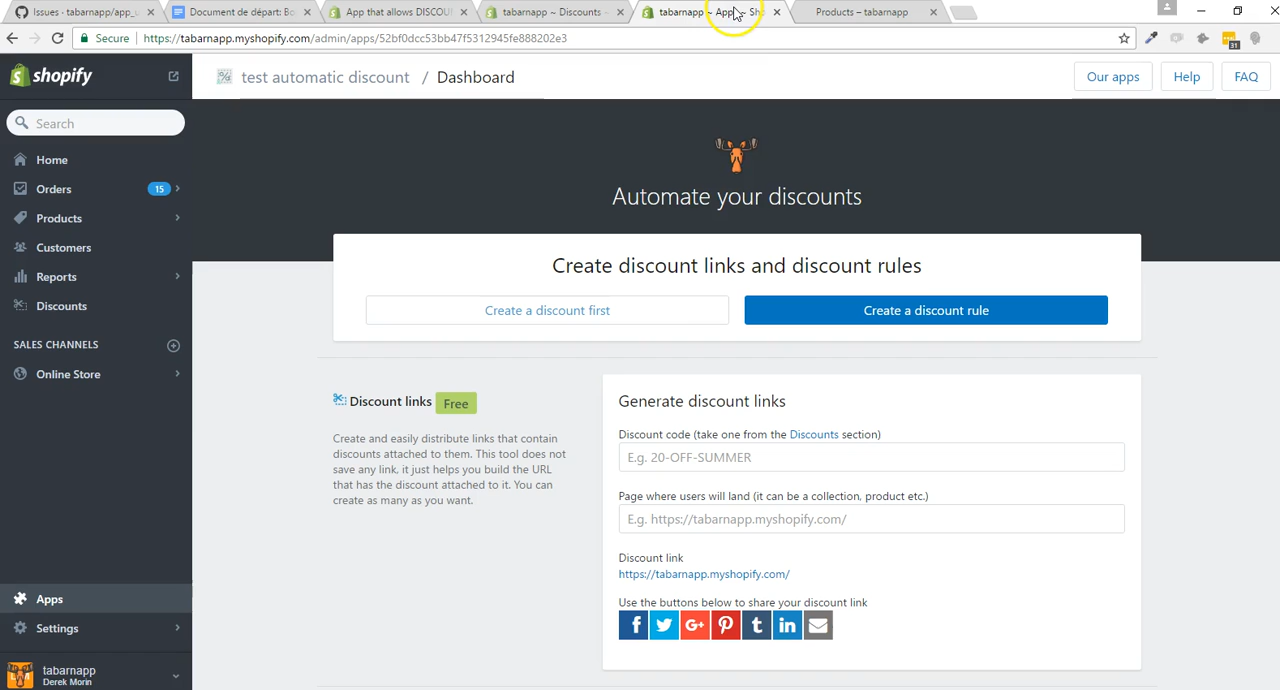 Issues · tabarnapp/app_u
Document de départ: Bo
App that allows DISCOU
tabarnapp ~ Discounts ~
tabarnapp ~ App
Products – tabarnapp
Secure
https://tabarnapp.myshopify.com/admin/apps/52bf0dcc53bb47f5312945fe888202e3
31
shopify
test automatic discount / Dashboard
Our apps
Help
FAQ
Search
Home
Orders 15
Products
Customers
Reports
Discounts
SALES CHANNELS
Online Store
Apps
Settings
tabarnapp
Derek Morin
Automate your discounts
Create discount links and discount rules
Create a discount first
Create a discount rule
Discount links Free
Create and easily distribute links that contain
discounts attached to them. This tool does not
save any link, it just helps you build the URL
that has the discount attached to it. You can
create as many as you want.
Generate discount links
Discount code (take one from the Discounts section)
E.g. 20-OFF-SUMMER
Page where users will land (it can be a collection, product etc.)
E.g. https://tabarnapp.myshopify.com/
Discount link
https://tabarnapp.myshopify.com/
Use the buttons below to share your discount link